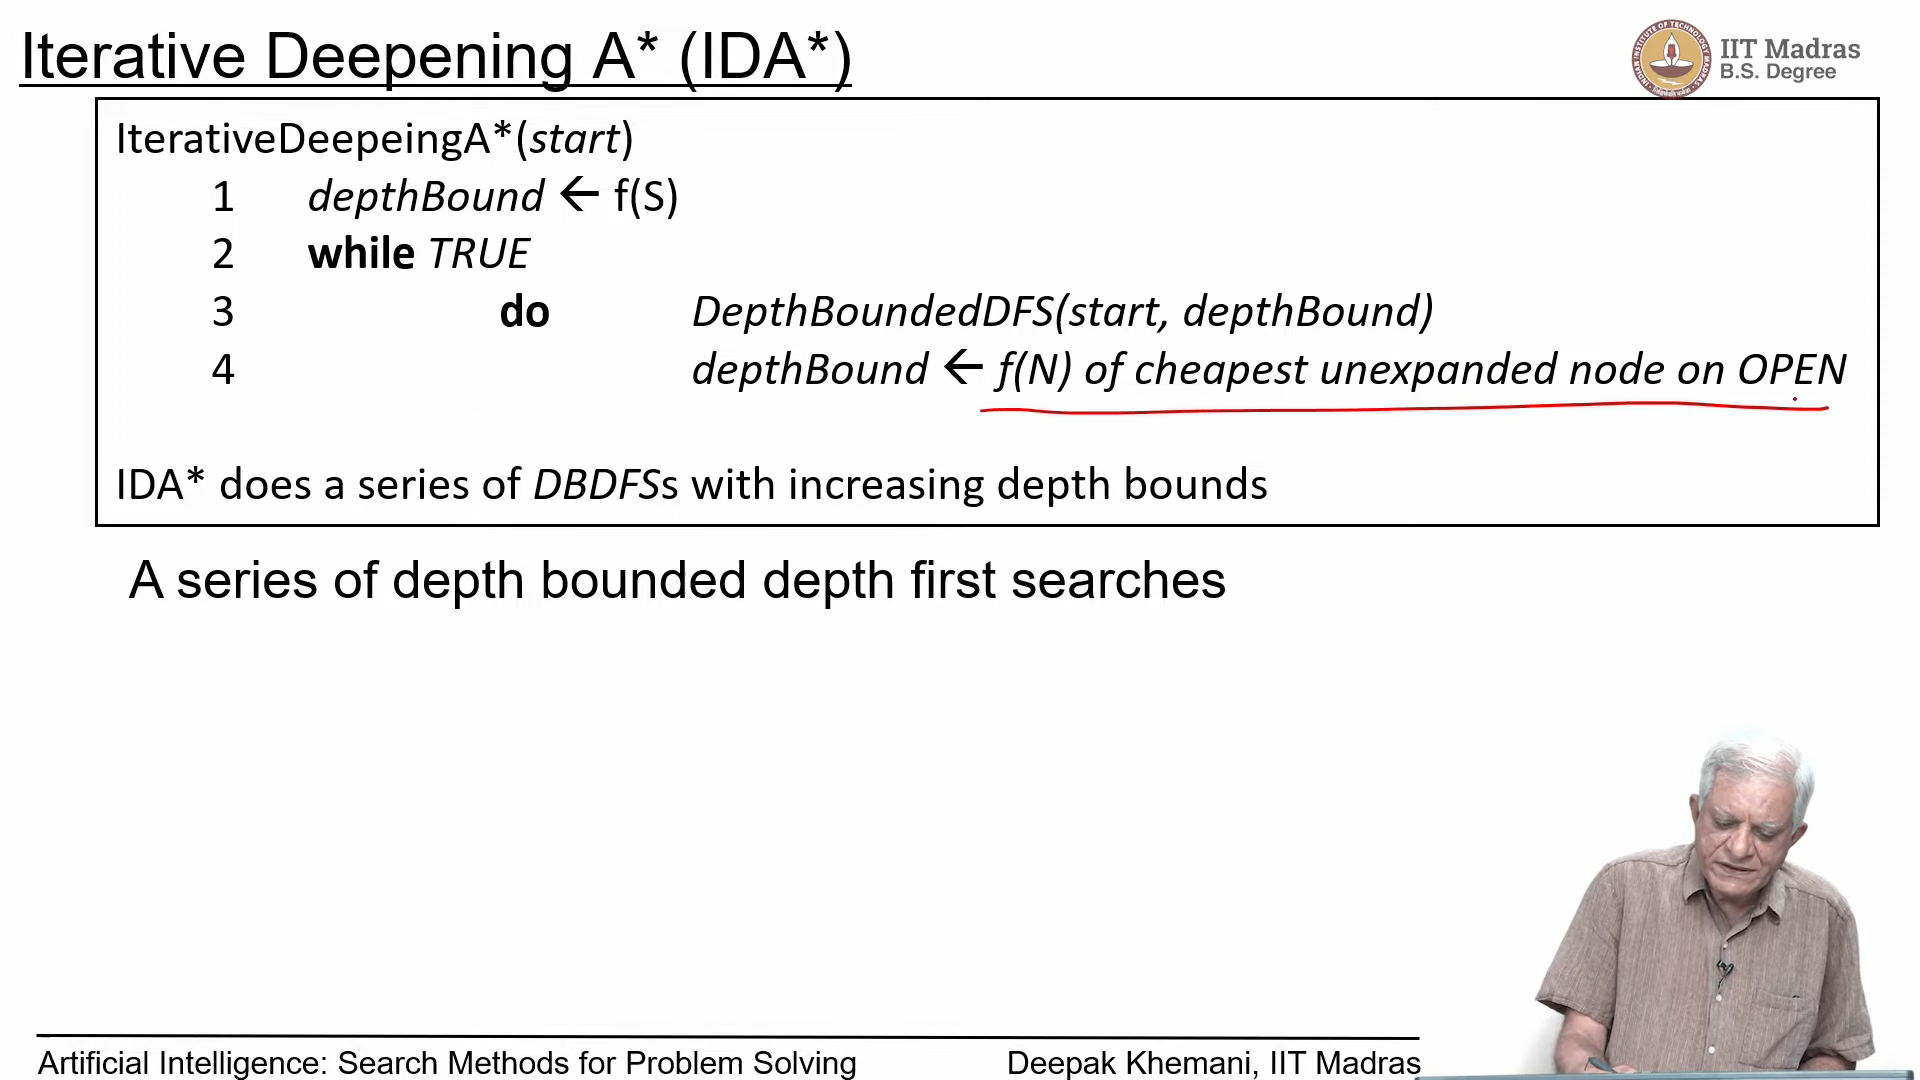 Iterative Deepening A* (IDA*)
IIT Madras
B.S. Degree
IterativeDeepeingA*(start)
1 depthBound ← f(S)
2 while TRUE
3 do DepthBoundedDFS(start, depthBound)
4 depthBound ← f(N) of cheapest unexpanded node on OPEN
IDA* does a series of DBDFSs with increasing depth bounds
A series of depth bounded depth first searches
Artificial Intelligence: Search Methods for Problem Solving
Deepak Khemani, IIT Madras